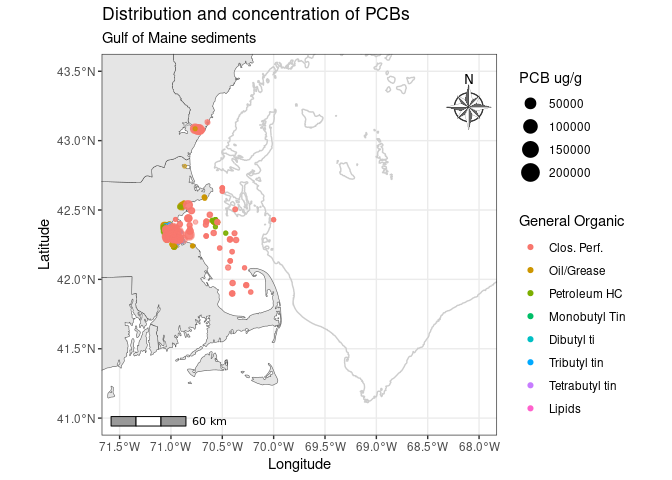 Distribution and concentration of PCBs
Gulf of Maine sediments
43.5°N
43.0°N
42.5°N
42.0°N
41.5°N
41.0°N
Latitude
N
60 km
71.5°W 71.0°W 70.5°W 70.0°W 69.5°W 69.0°W 68.5°W 68.0°W
Longitude
PCB ug/g
50000
100000
150000
200000
General Organic
Clos. Perf.
Oil/Grease
Petroleum HC
Monobutyl Tin
Dibutyl ti
Tributyl tin
Tetrabutyl tin
Lipids